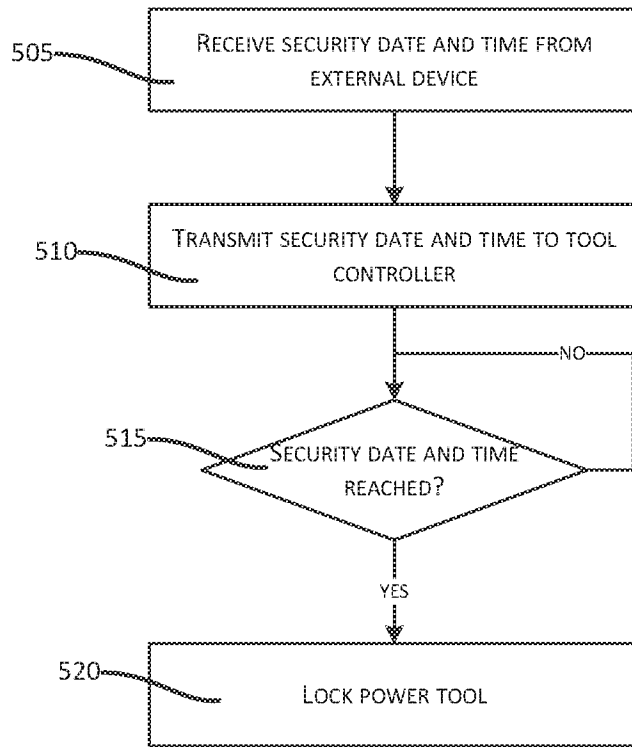 505
RECEIVE SECURITY DATE AND TIME FROM
EXTERNAL DEVICE
510
TRANSMIT SECURITY DATE AND TIME TO TOOL
CONTROLLER
NO
515
SECURITY DATE AND TIME
REACHED?
YES
520
LOCK POWER TOOL